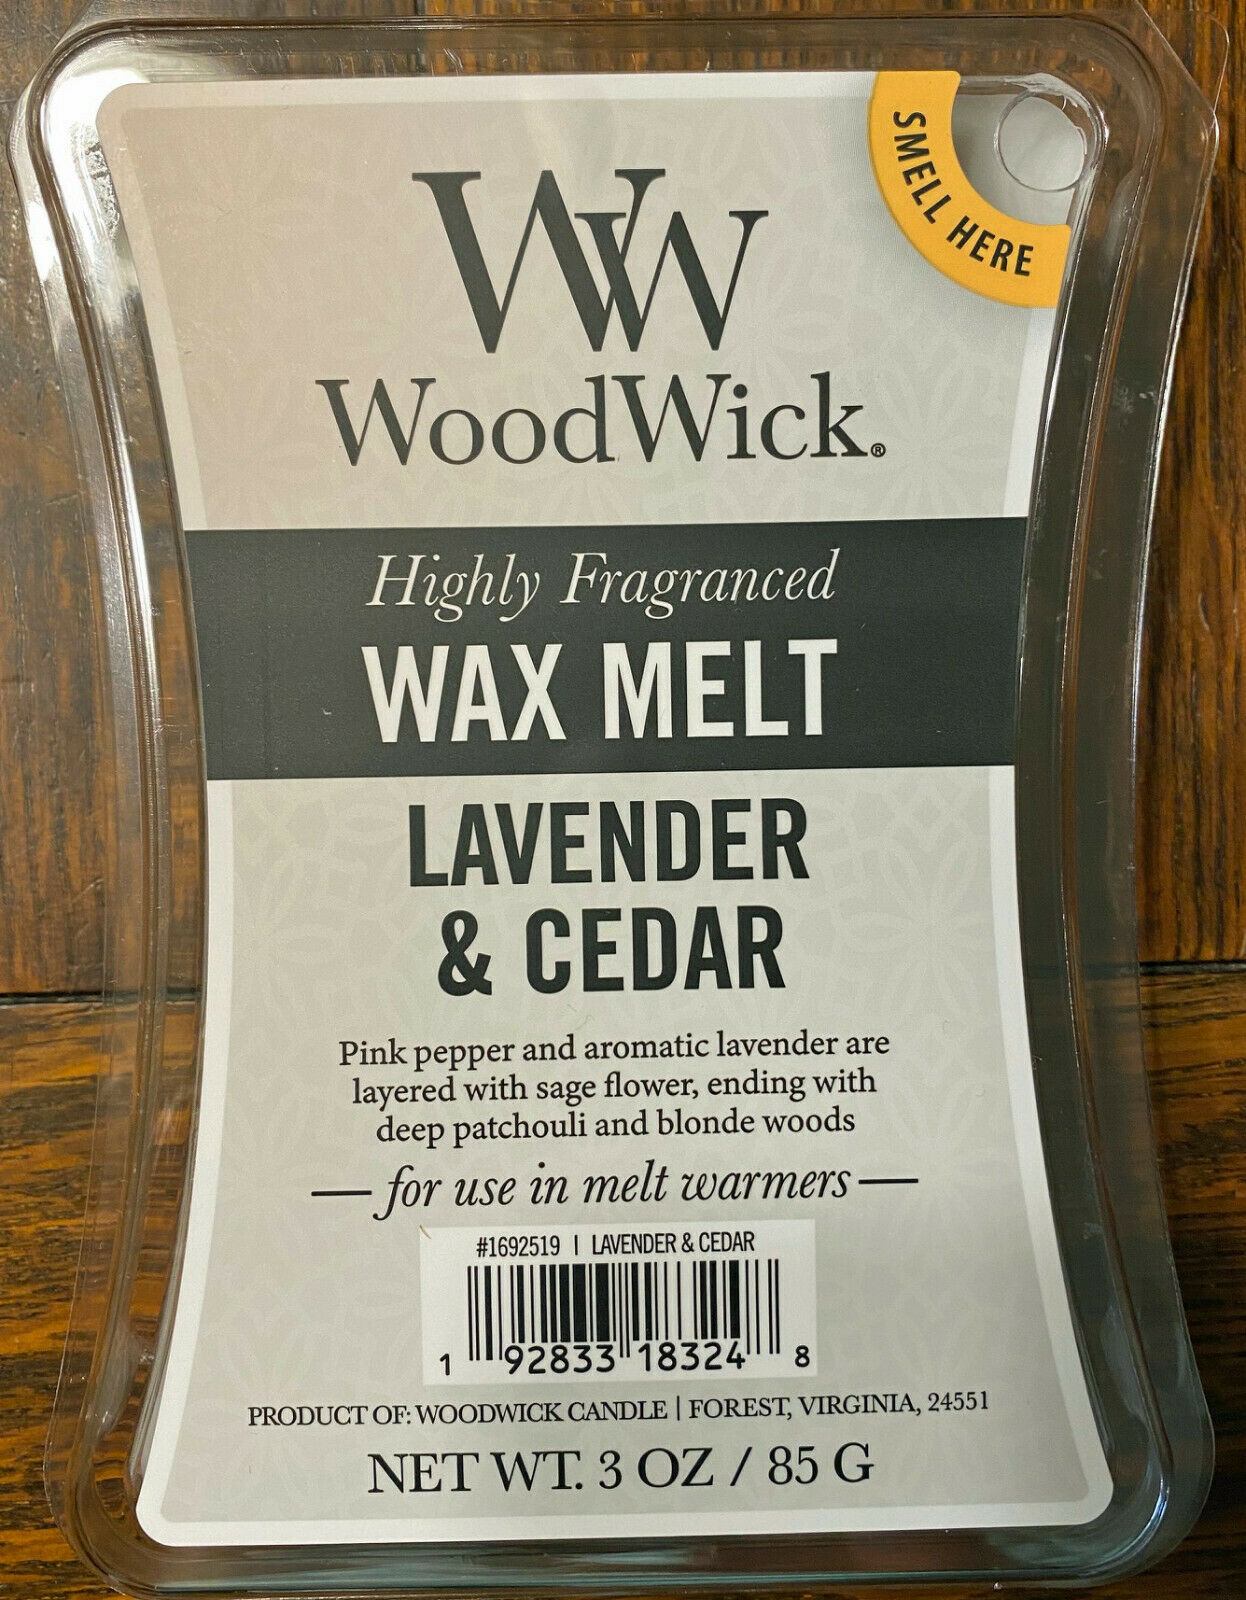 SMELL HERE
WW
WoodWick®
Highly Fragranced
WAX MELT
LAVENDER
& CEDAR
Pink pepper and aromatic lavender are
layered with sage flower, ending with
deep patchouli and blonde woods
— for use in melt warmers —
#1692519 | LAVENDER & CEDAR
1 92833 18324 8
PRODUCT OF: WOODWICK CANDLE | FOREST, VIRGINIA, 24551
NET WT. 3 OZ / 85 G